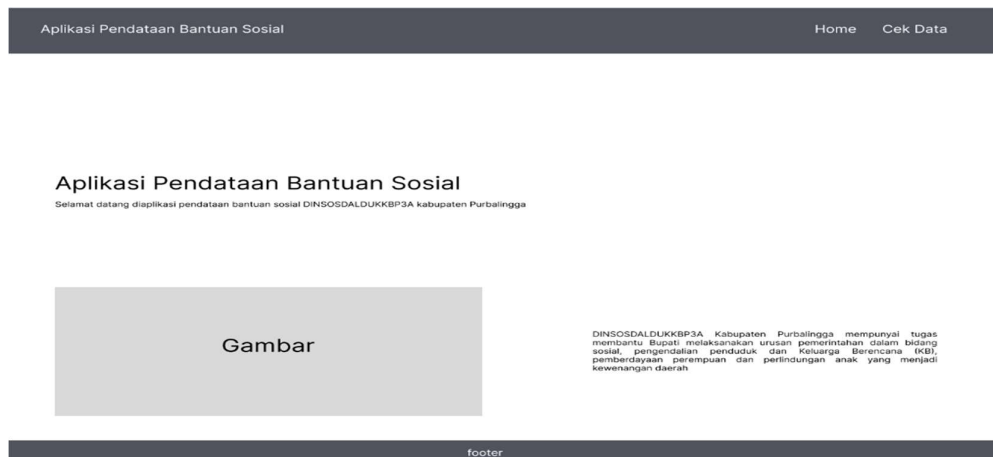 Aplikasi Pendataan Bantuan Sosial
Home Cek Data
Aplikasi Pendataan Bantuan Sosial
Selamat datang diaplikasi pendataan bantuan sosial DINSOSDALDUKKBP3A kabupaten Purbalingga
Gambar
DINSOSDALDUKKBP3A Kabupaten Purbalingga mempunyai tugas
membantu Bupati melaksanakan urusan pemerintahan dalam bidang
sosial, pengendalian penduduk dan Keluarga Berencana (KB),
pemberdayaan perempuan dan perlindungan anak yang menjadi
kewenangan daerah
footer